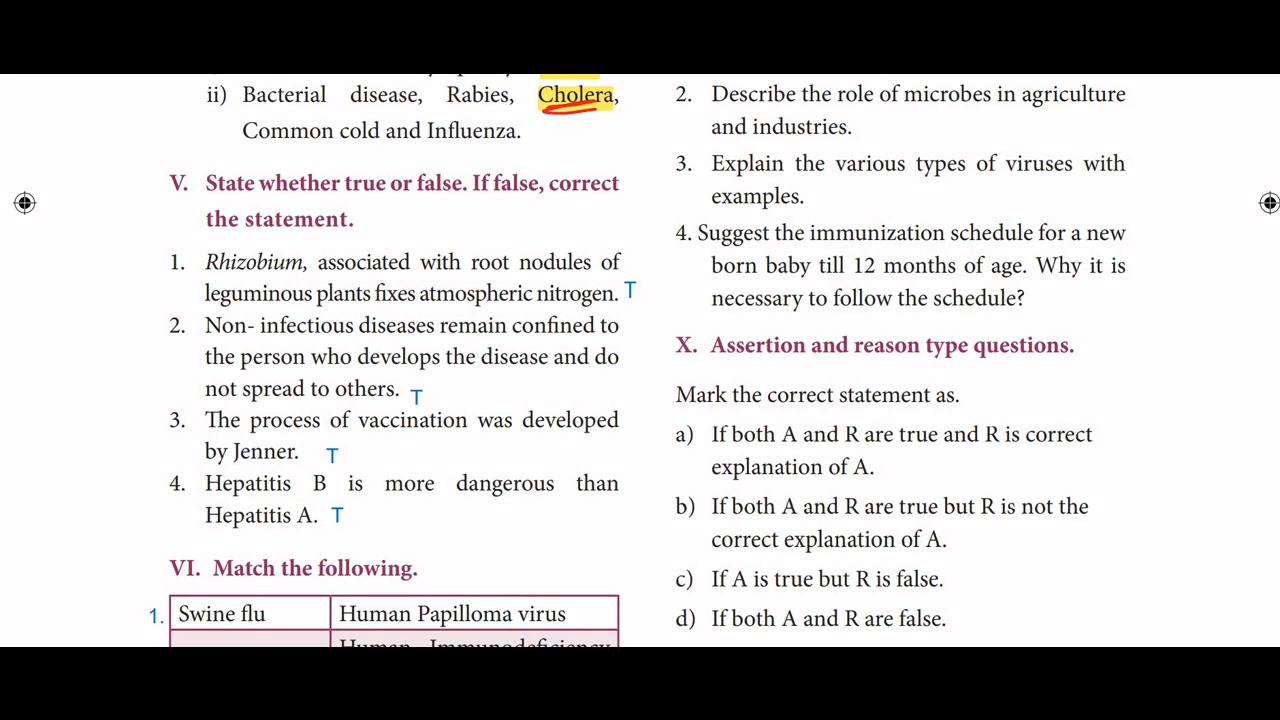 ii) Bacterial disease, Rabies, Cholera,
Common cold and Influenza.
V. State whether true or false. If false, correct
the statement.
1. Rhizobium, associated with root nodules of
leguminous plants fixes atmospheric nitrogen. T
2. Non- infectious diseases remain confined to
the person who develops the disease and do
not spread to others. T
3. The process of vaccination was developed
by Jenner. T
4. Hepatitis B is more dangerous than
Hepatitis A. T
VI. Match the following.
1. Swine flu Human Papilloma virus
Human Immunodeficiency
2. Describe the role of microbes in agriculture
and industries.
3. Explain the various types of viruses with
examples.
4. Suggest the immunization schedule for a new
born baby till 12 months of age. Why it is
necessary to follow the schedule?
X. Assertion and reason type questions.
Mark the correct statement as.
a) If both A and R are true and R is correct
explanation of A.
b) If both A and R are true but R is not the
correct explanation of A.
c) If A is true but R is false.
d) If both A and R are false.